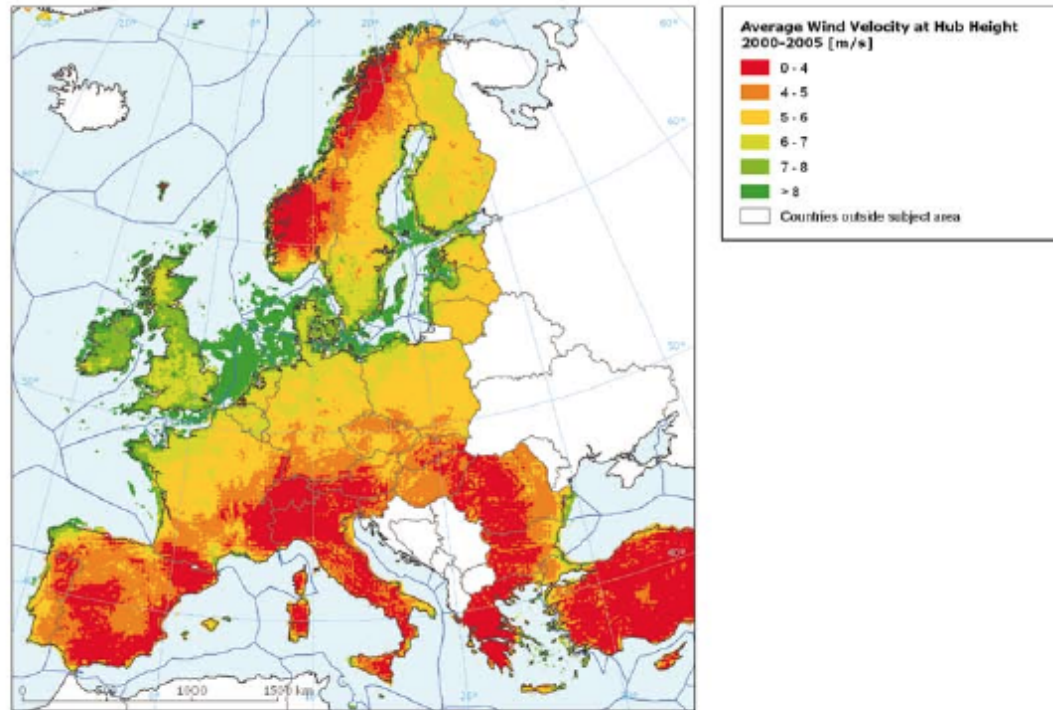 Average Wind Velocity at Hub Height
2000-2005 [m/s]
0 - 4
4 - 5
5 - 6
6 - 7
7 - 8
> 8
Countries outside subject area
0 500 1000 1500 km